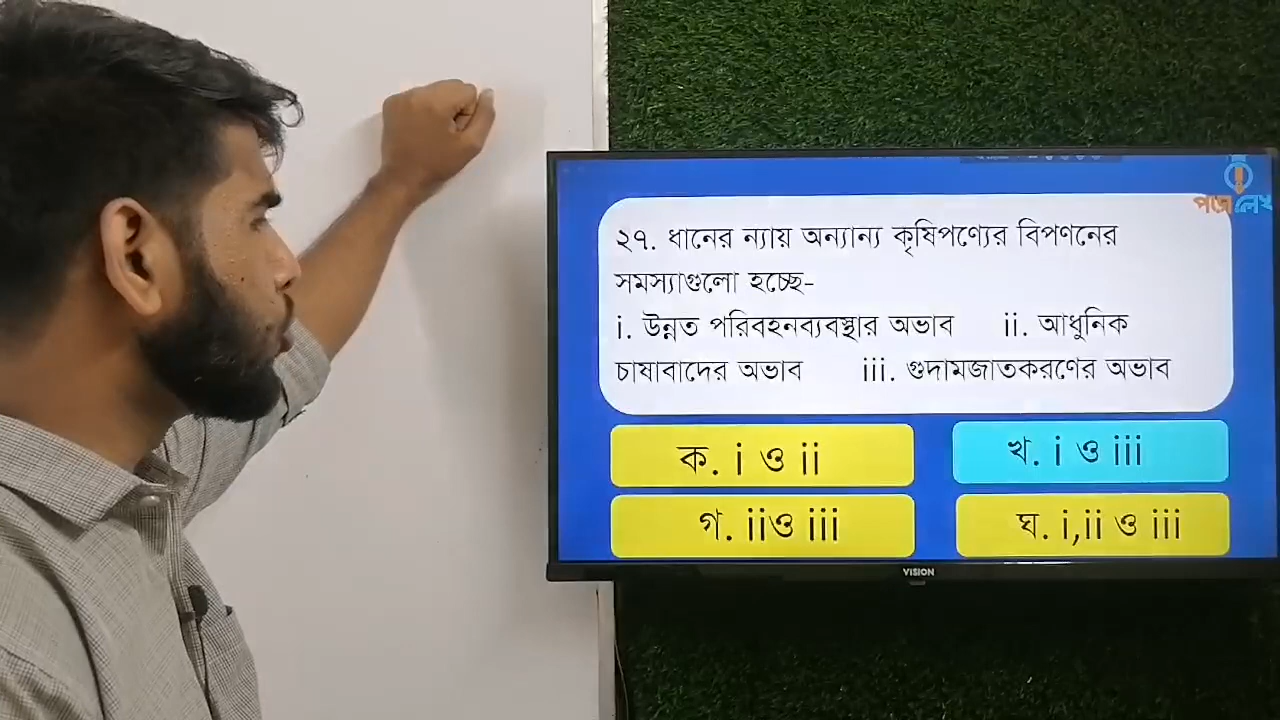 ২৭. ধানের ন্যায় অন্যান্য কৃষিপণ্যের বিপণনের
সমস্যাগুলো হচ্ছে-
i. উন্নত পরিবহনব্যবস্থার অভাব ii. আধুনিক
চাষাবাদের অভাব iii. গুদামজাতকরণের অভাব
ক. i ও ii খ. i ও iii
গ. iiও iii ঘ. i,ii ও iii
VISION